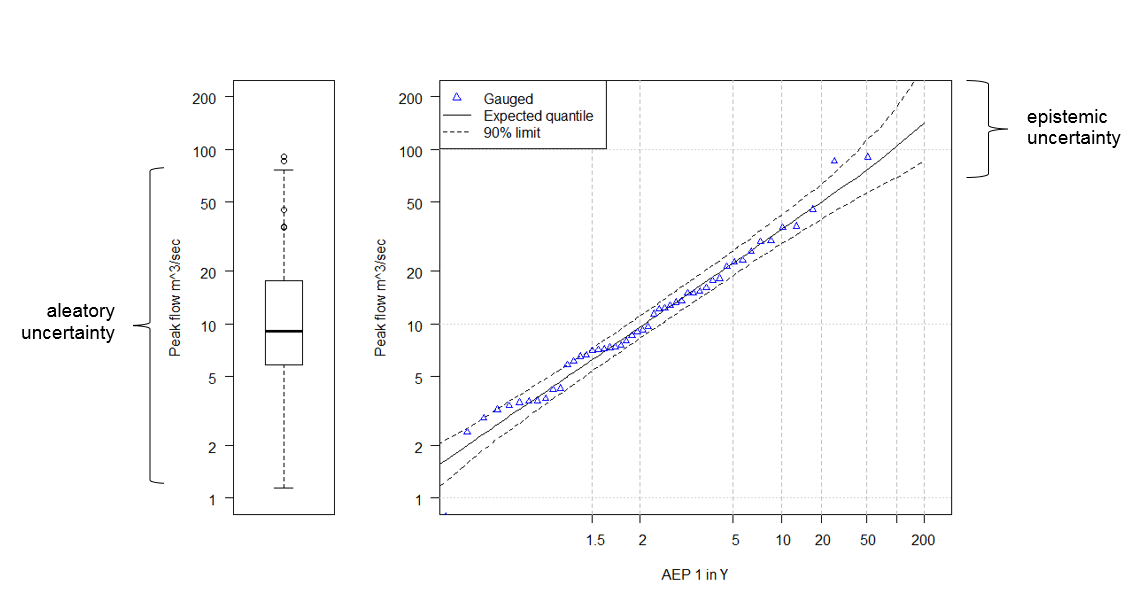 200
100
50
20
10
5
2
1
Peak flow m^3/sec
aleatory
uncertainty
200
100
50
20
10
5
2
1
Peak flow m^3/sec
Gauged
Expected quantile
90% limit
1.5 2 5 10 20 50 200
AEP 1 in Y
epistemic
uncertainty